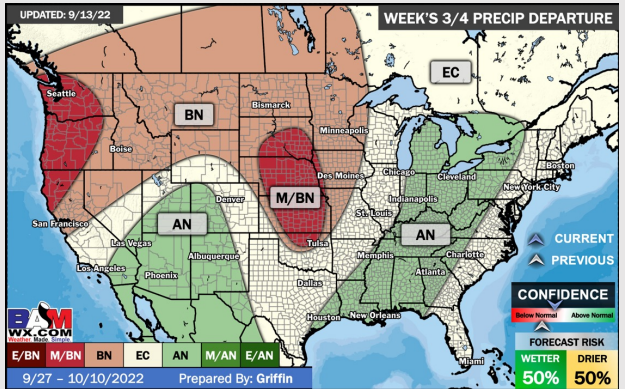 UPDATED: 9/13/22
WEEK'S 3/4 PRECIP DEPARTURE
EC
Seattle
BN
Bismarck
Minneapolis
Boise
Boston
Des Moines
Chicago
Cleveland
New York City
M/BN
Denver
Indianapolis
St. Louis
San Francisco
AN
AN
CURRENT
Las Vegas
Tulsa
Albuquerque
Memphis
Charlotte
PREVIOUS
Los Angeles
Phoenix
Atlanta
Dallas
CONFIDENCE
Below Normal
Above Normal
Houston
New Orleans
BAM
WX.COM
Weather. Made. Simple.
FORECAST RISK
E/BN M/BN BN EC AN M/AN E/AN
WETTER
DRIER
Miami
50%
50%
9/27 – 10/10/2022
Prepared By: Griffin